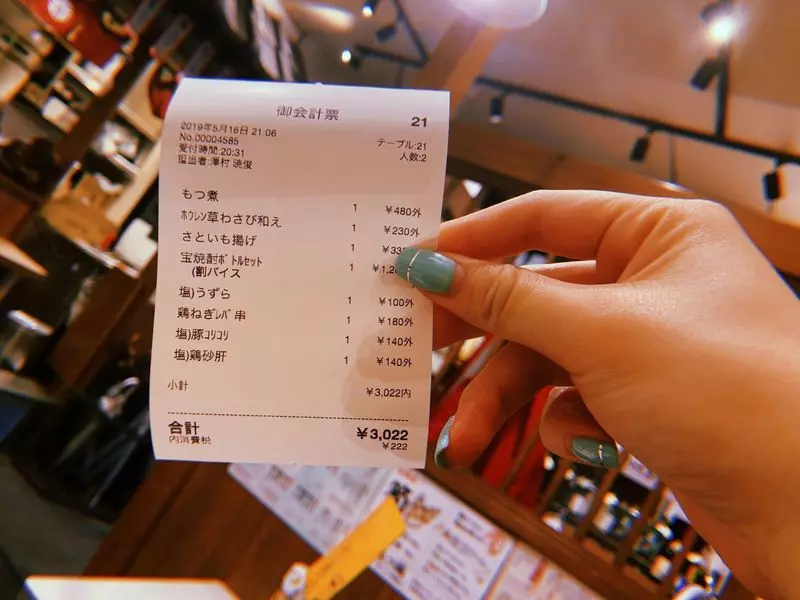 御会計票 21
2019年5月16日 21:06
No.00004585 テーブル:21
受付時間:20:31 人数:2
担当者:澤村 暁俊
もつ煮 1 ¥480外
ﾎｳﾚﾝ草わさび和え 1 ¥230外
さといも揚げ 1
宝焼酎ﾎﾞﾄﾙｾｯﾄ 1
(割バイス
塩)うずら 1 ¥100外
鶏ねぎﾚﾊﾞ串 1 ¥180外
塩)豚ｺﾘｺﾘ 1 ¥140外
塩)鶏砂肝 1 ¥140外
小計 ¥3,022内
合計 ¥3,022
内消費税 ¥222